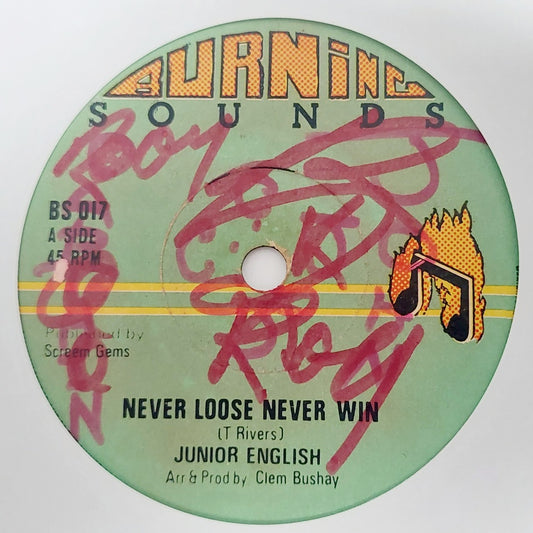 BURNING
SOUNDS
BS 017
A SIDE
45 RPM
Published by
Screem Gems
NEVER LOOSE NEVER WIN
(T Rivers)
JUNIOR ENGLISH
Arr & Prod by Clem Bushay